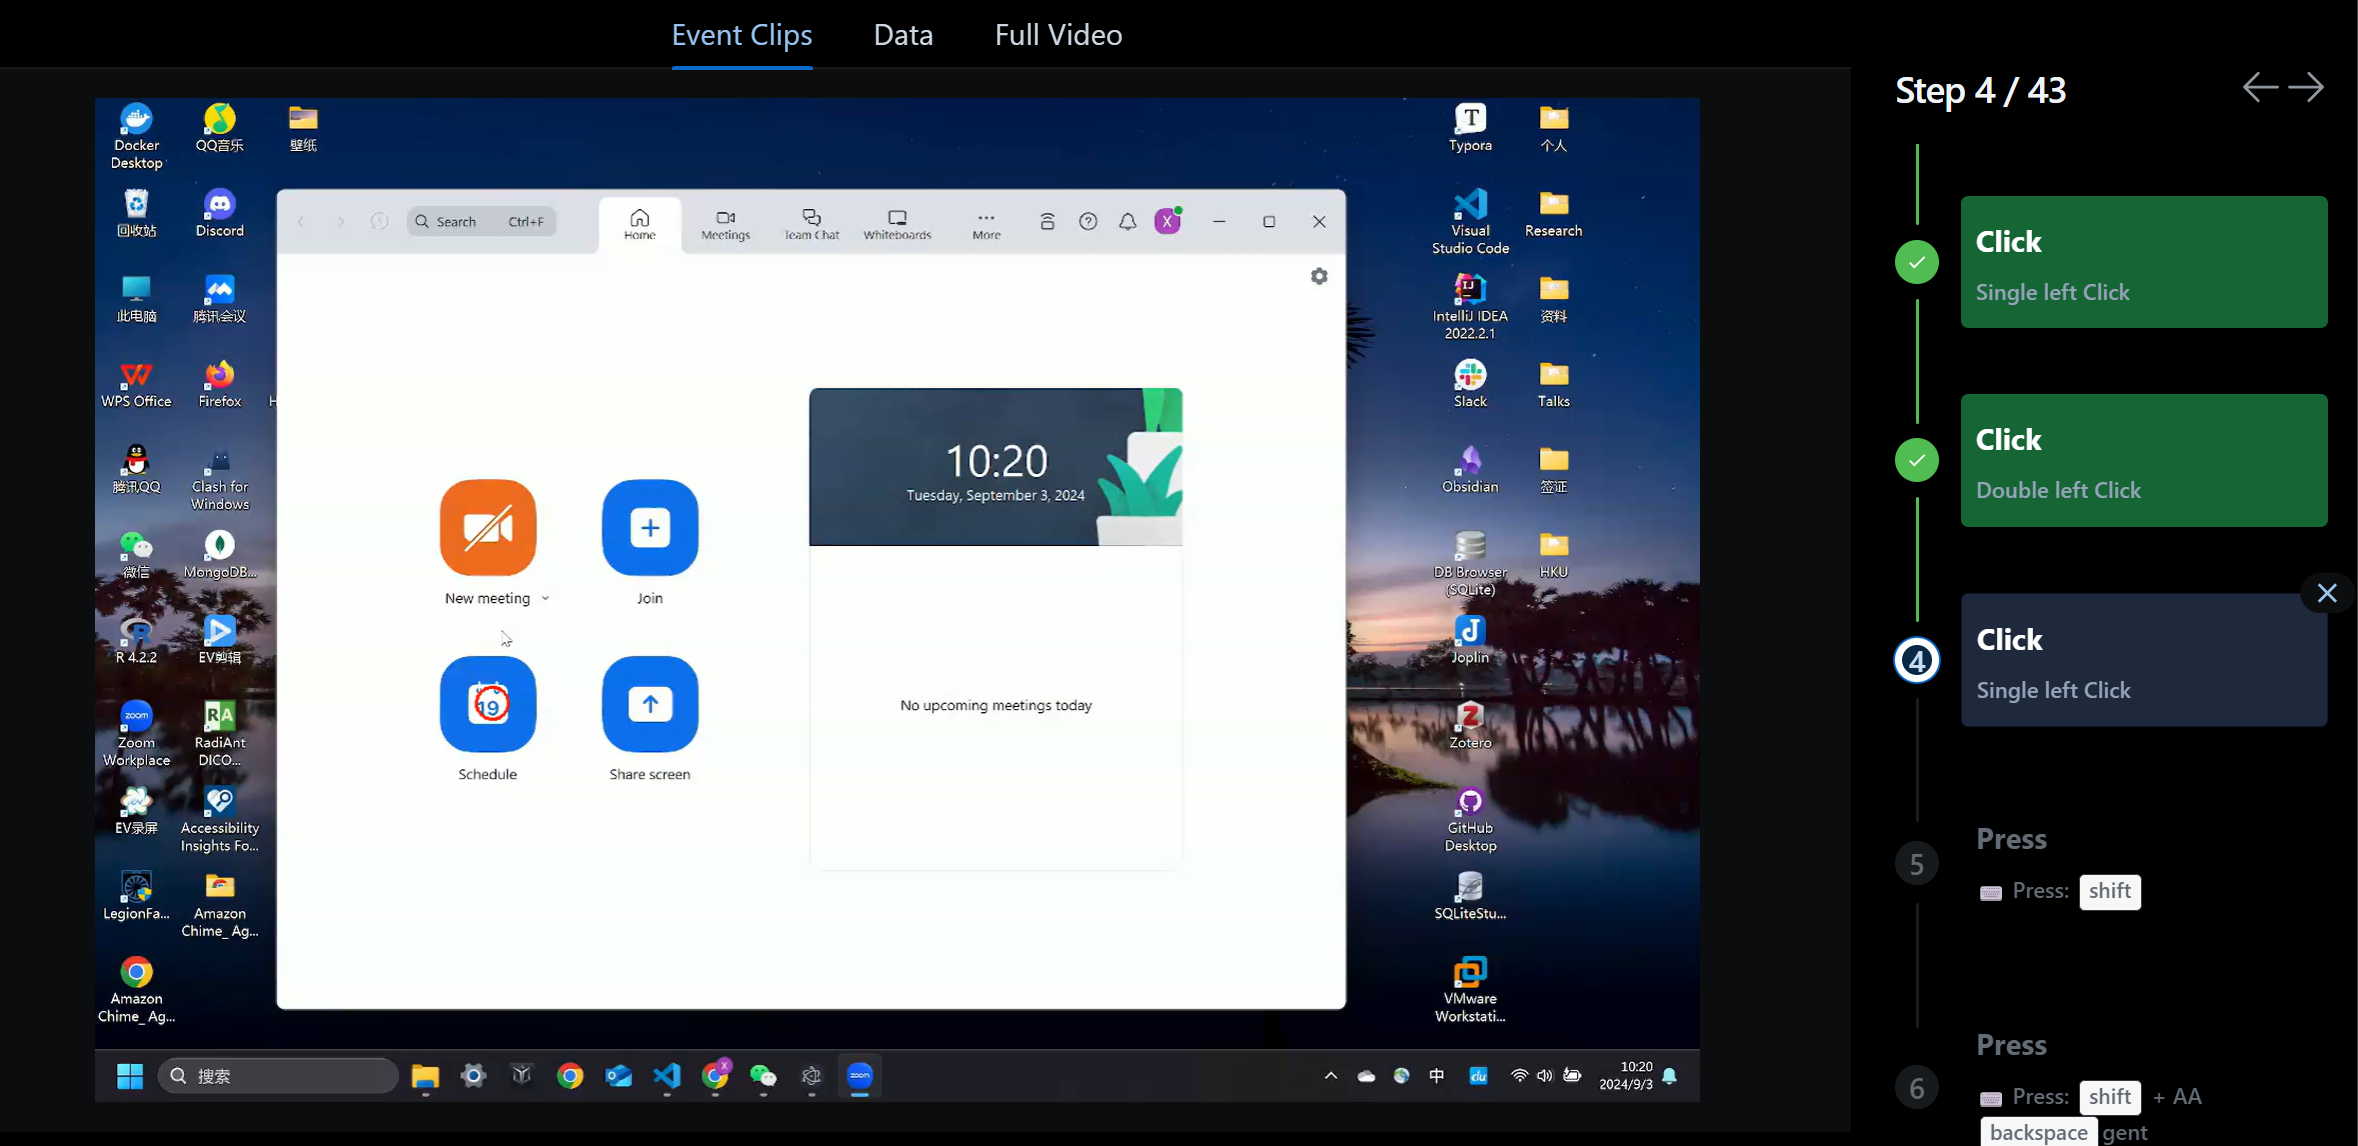 Event Clips
Data
Full Video
Step 4 / 43
Click
Single left Click
Click
Double left Click
4
Click
Single left Click
5
Press
Press: shift
6
Press
Press: shift + AA
backspace gent
Docker
Desktop
QQ音乐
壁纸
回收站
Discord
此电脑
腾讯会议
WPS Office
Firefox
H
腾讯QQ
Clash for
Windows
微信
MongoDB...
R 4.2.2
EV剪辑
zoom
Zoom
Workplace
RA
RadiAnt
DICO...
EV录屏
Accessibility
Insights Fo...
LegionFa...
Amazon
Chime_Ag...
Amazon
Chime_Ag...
Search Ctrl+F
Home
Meetings
Team Chat
Whiteboards
More
X
New meeting
Join
19
Schedule
Share screen
10:20
Tuesday, September 3, 2024
No upcoming meetings today
T
Typora
个人
Visual
Studio Code
Research
IJ
IntelliJ IDEA
2022.2.1
资料
Slack
Talks
Obsidian
签证
DB Browser
(SQLite)
HKU
J
Joplin
Z
Zotero
GitHub
Desktop
SQLiteStu...
VMware
Workstati...
搜索
X
zoom
中
du
10:20
2024/9/3